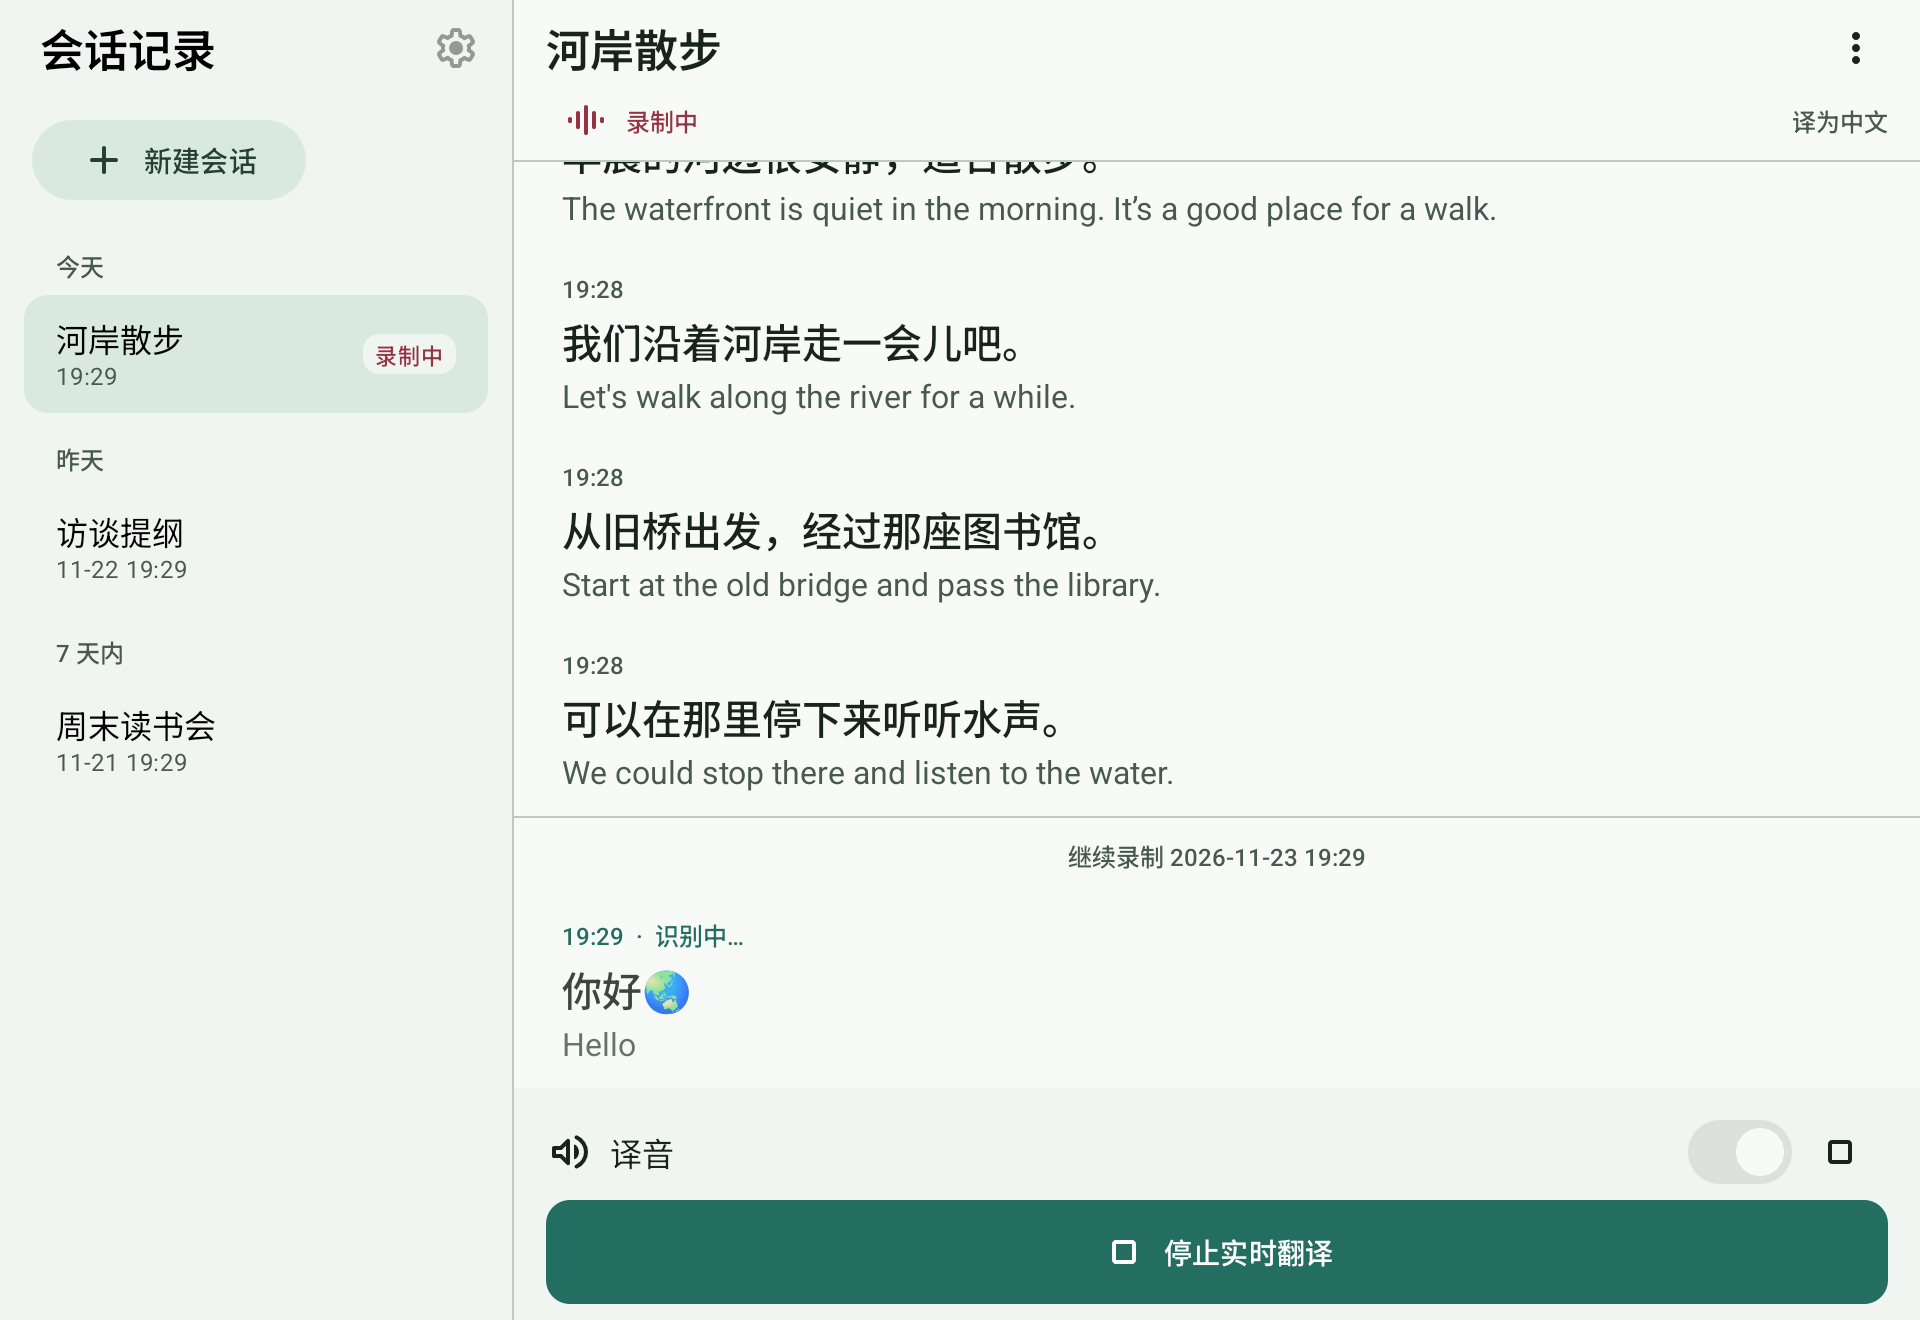 会话记录
新建会话
今天
河岸散步
19:29
录制中
昨天
访谈提纲
11-22 19:29
7 天内
周末读书会
11-21 19:29
河岸散步
录制中
译为中文
The waterfront is quiet in the morning. It’s a good place for a walk.
19:28
我们沿着河岸走一会儿吧。
Let's walk along the river for a while.
19:28
从旧桥出发，经过那座图书馆。
Start at the old bridge and pass the library.
19:28
可以在那里停下来听听水声。
We could stop there and listen to the water.
继续录制 2026-11-23 19:29
19:29 · 识别中…
你好🌏
Hello
译音
停止实时翻译